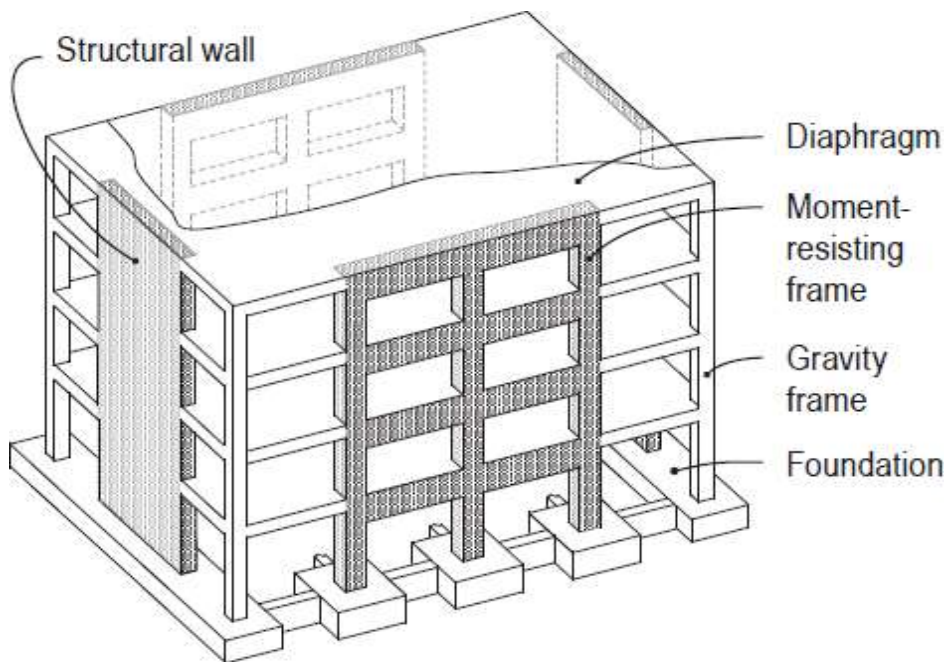 Structural wall
Diaphragm
Moment-
resisting
frame
Gravity
frame
Foundation